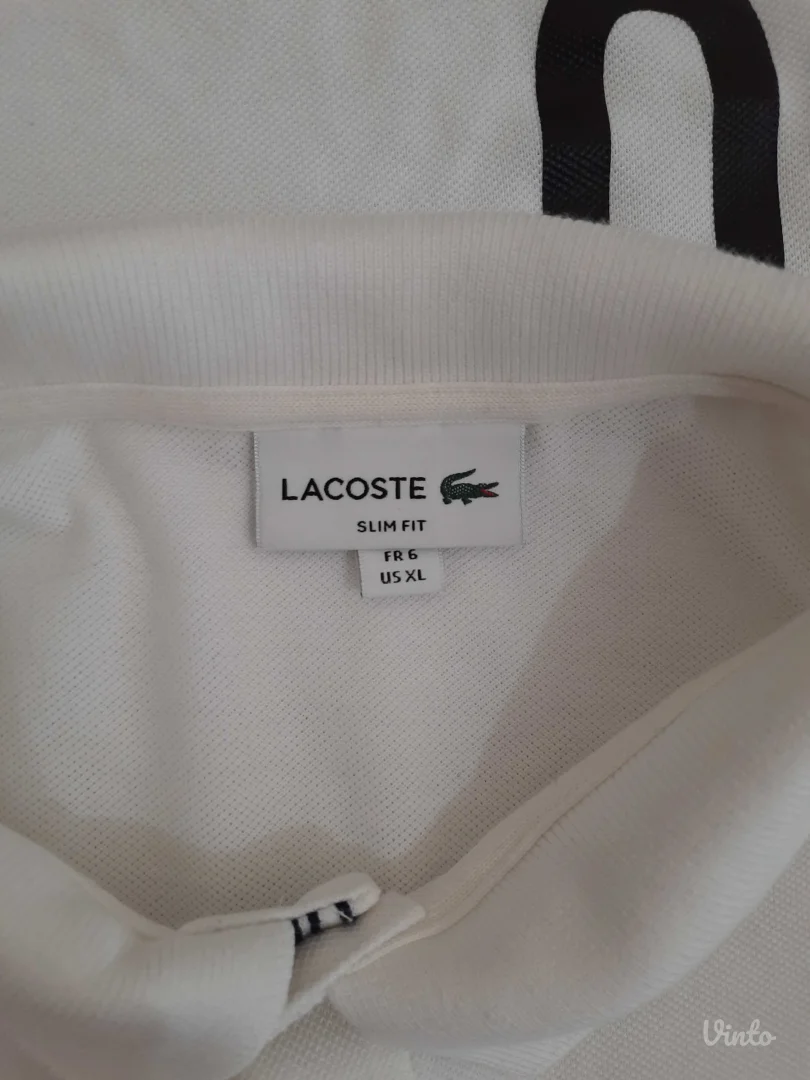 LACOSTE
SLIM FIT
FR 6
US XL
Vinto